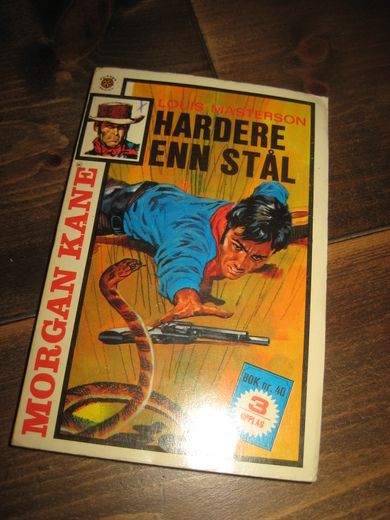 LOUIS MASTERSON
HARDERE
ENN STÅL
MORGAN KANE
BOK nr. 40
3
OPPLAG